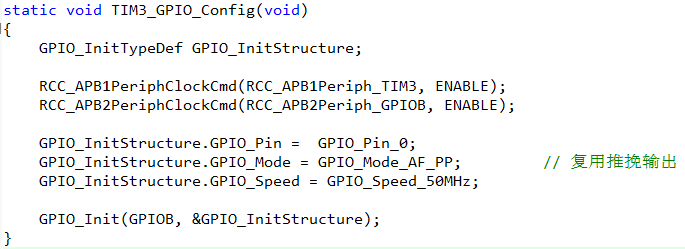 static void TIM3_GPIO_Config(void)
{
    GPIO_InitTypeDef GPIO_InitStructure;

    RCC_APB1PeriphClockCmd(RCC_APB1Periph_TIM3, ENABLE);
    RCC_APB2PeriphClockCmd(RCC_APB2Periph_GPIOB, ENABLE);

    GPIO_InitStructure.GPIO_Pin =  GPIO_Pin_0;
    GPIO_InitStructure.GPIO_Mode = GPIO_Mode_AF_PP;          // 复用推挽输出
    GPIO_InitStructure.GPIO_Speed = GPIO_Speed_50MHz;

    GPIO_Init(GPIOB, &GPIO_InitStructure);
}